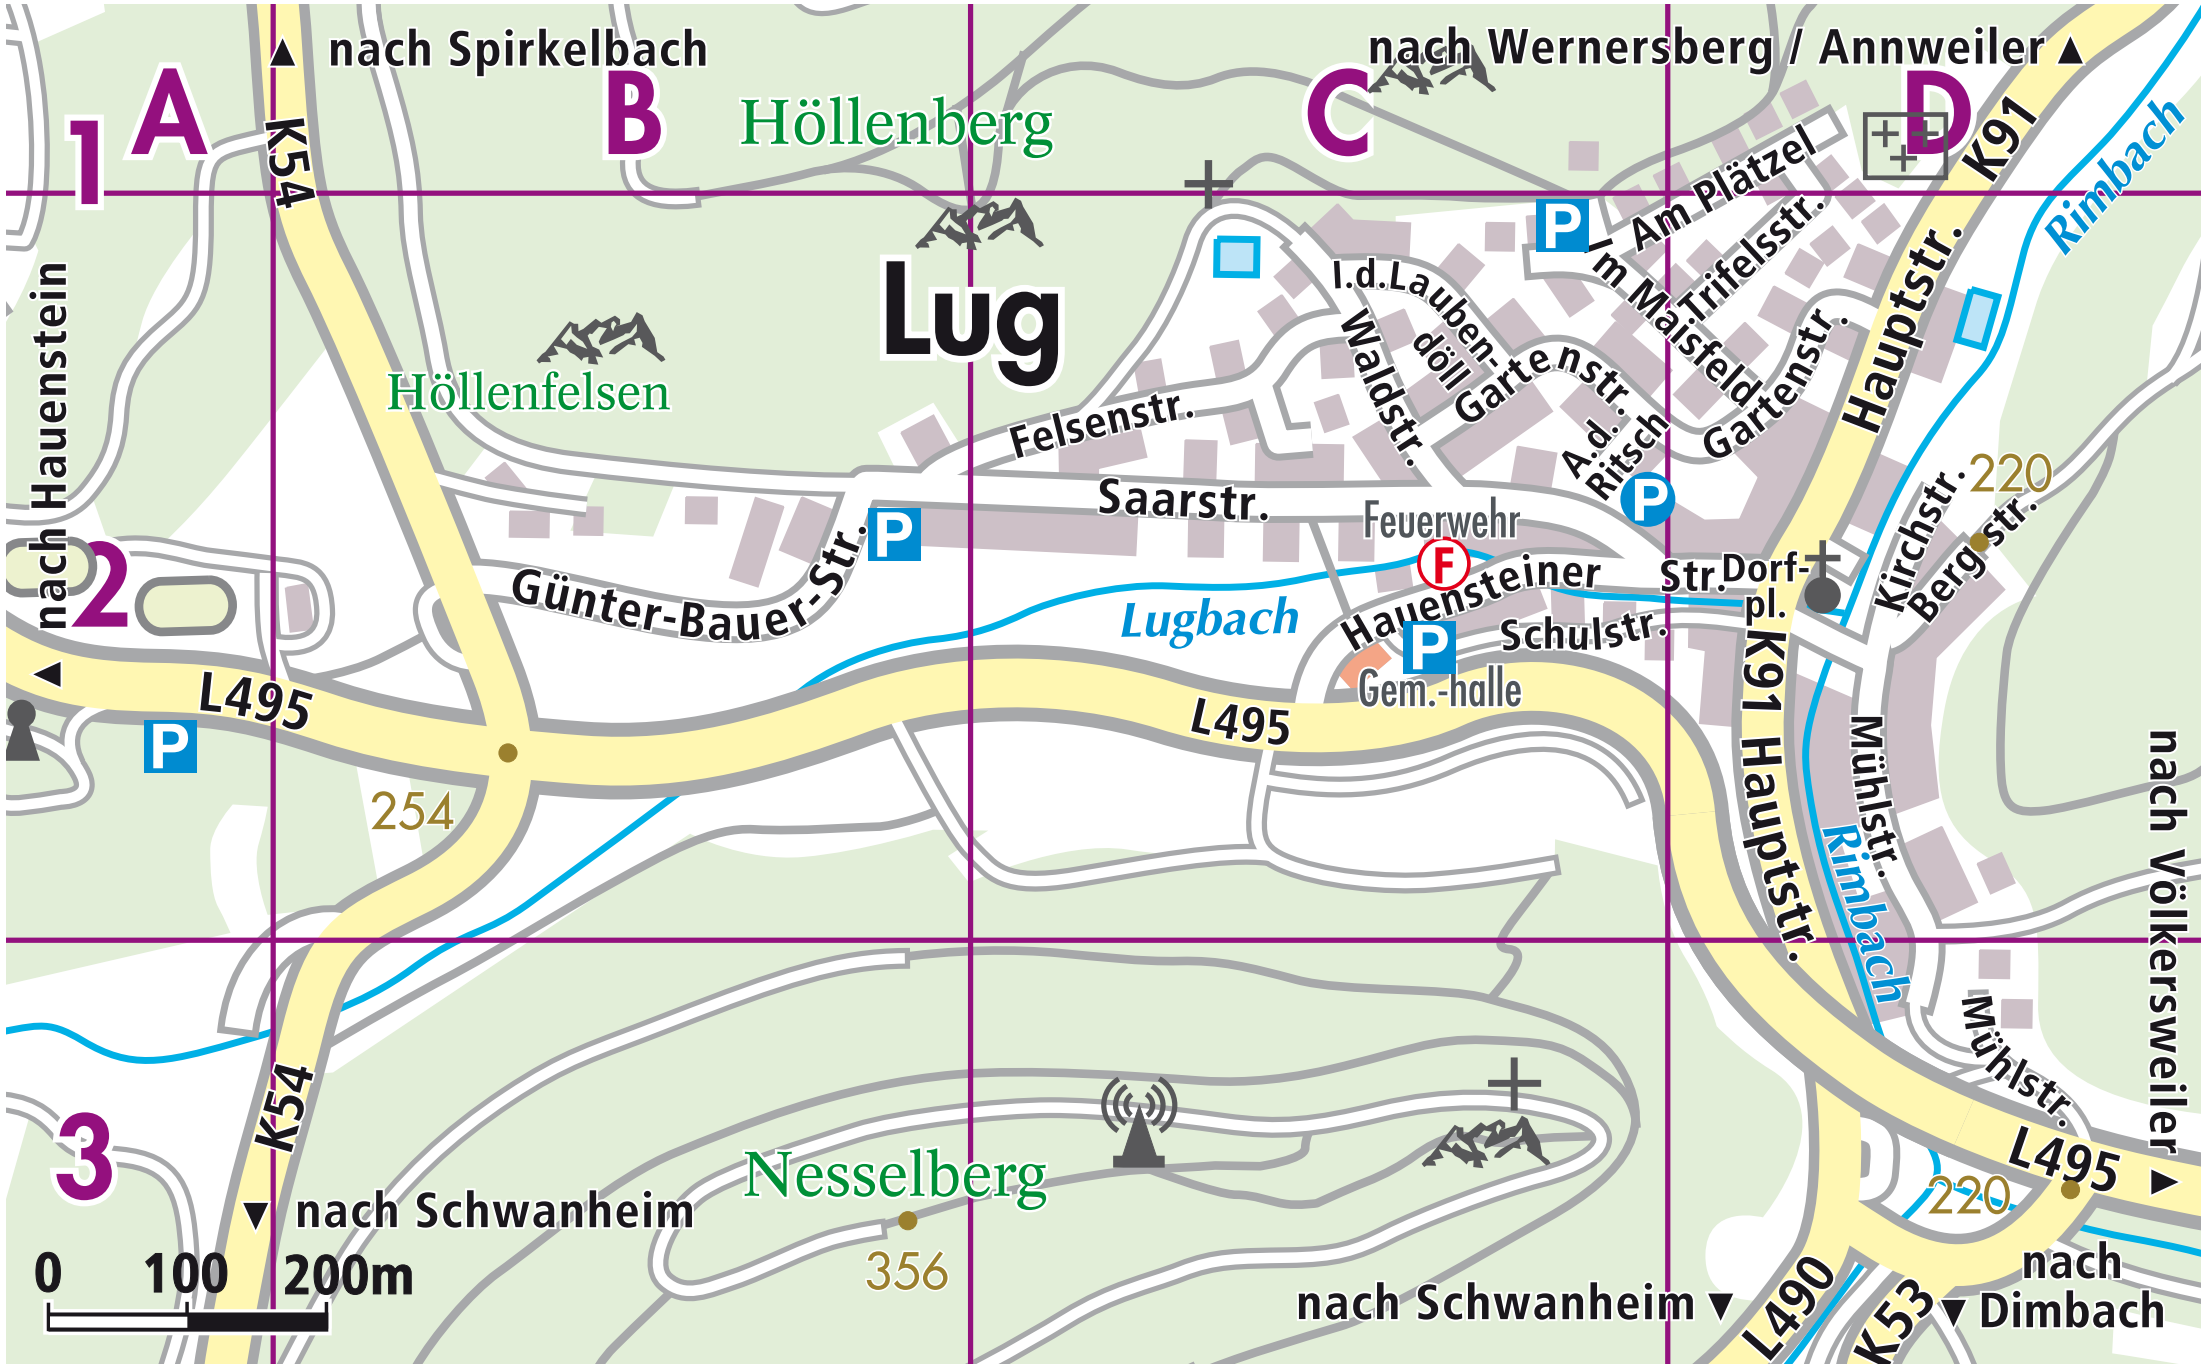 nach Spirkelbach
nach Wernersberg / Annweiler
A
B
C
D
1
K54
Höllenberg
K91
Rimbach
Am Plätzel
P
Trifelsstr.
Im Maisfeld
Hauptstr.
nach Hauenstein
Lug
I.d.Lauben-
döll
Waldstr.
Gartenstr.
Gartenstr.
Höllenfelsen
Felsenstr.
A.d.
Ritsch
P
220
Saarstr.
Feuerwehr
F
P
Günter-Bauer-Str.
2
Hauensteiner
Str.
Dorf-
pl.
Kirchstr.
Bergstr.
Lugbach
P
Schulstr.
Gem.-halle
L495
L495
P
K91
Hauptstr.
Mühlstr.
Rimbach
254
nach Völkersweiler
Mühlstr.
K54
3
Nesselberg
356
L495
220
nach Schwanheim
0 100 200m
nach Schwanheim
L490
K53
nach
Dimbach